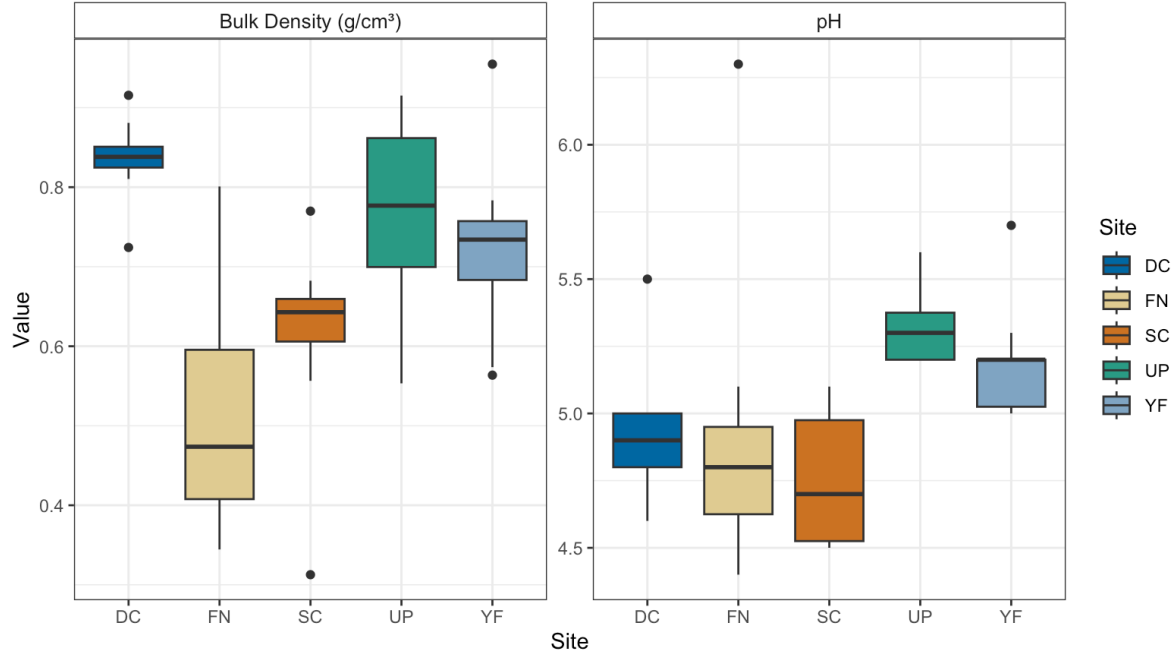 Bulk Density (g/cm³)
pH
Value
0.8
0.6
0.4
6.0
5.5
5.0
4.5
DC FN SC UP YF
DC FN SC UP YF
Site
Site
DC
FN
SC
UP
YF